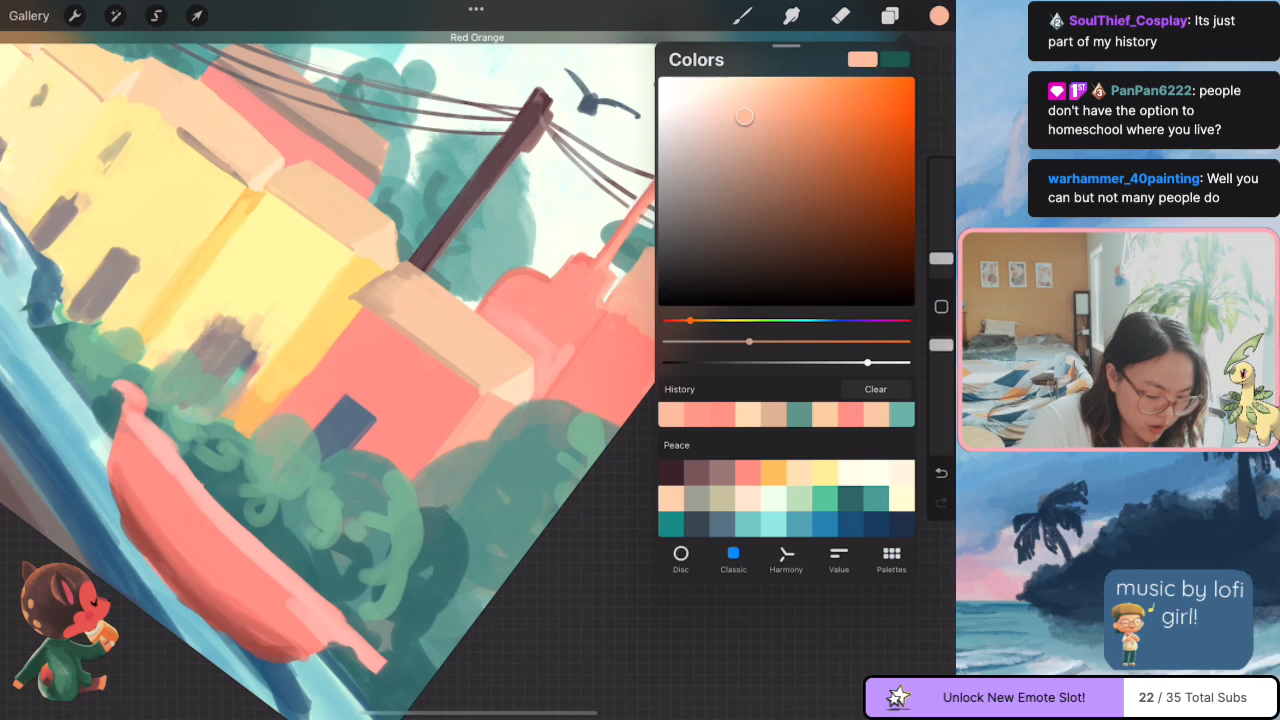 Gallery
Red Orange
Colors
History
Clear
Peace
Disc
Classic
Harmony
Value
Palettes
SoulThief_Cosplay: Its just
part of my history
1ST PanPan6222: people
don't have the option to
homeschool where you live?
warhammer_40painting: Well you
can but not many people do
music by lofi
girl!
Unlock New Emote Slot!
22 / 35 Total Subs